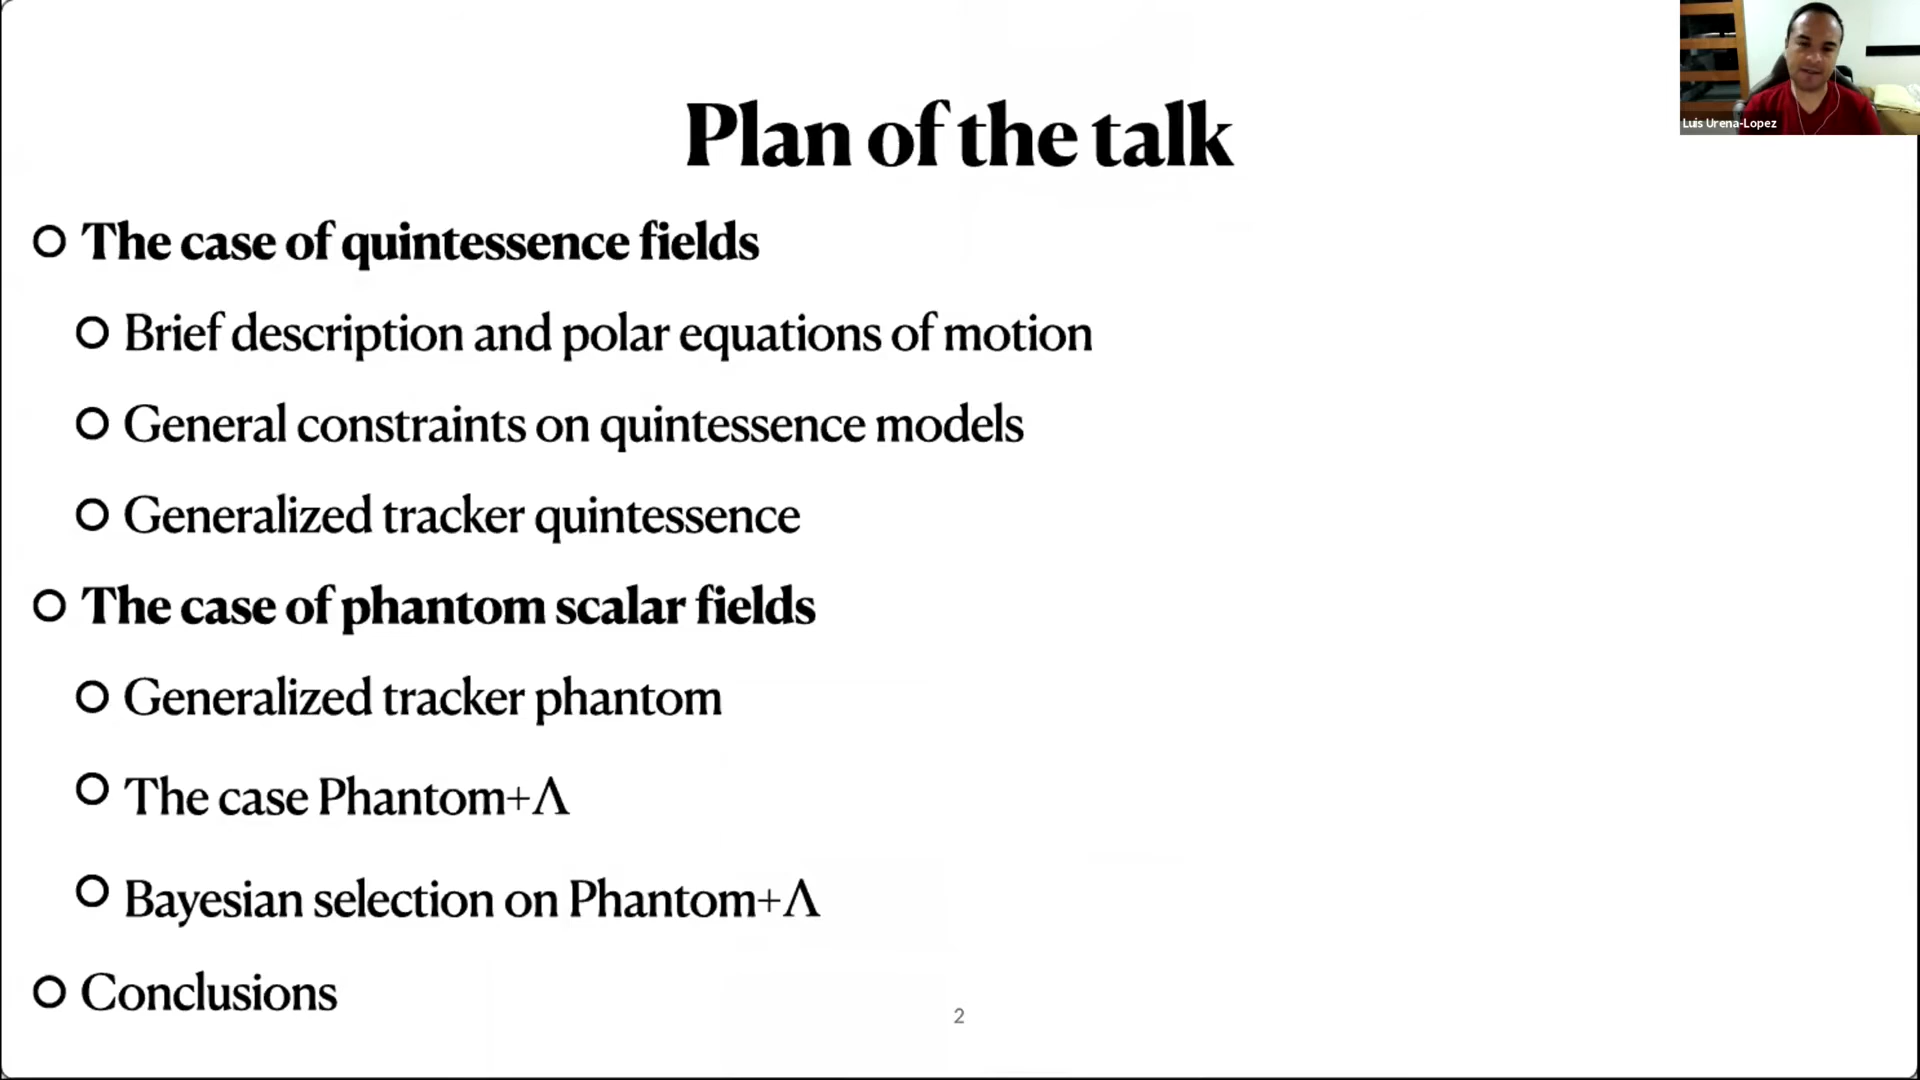 Plan of the talk
Luis Urena-Lopez
The case of quintessence fields
Brief description and polar equations of motion
General constraints on quintessence models
Generalized tracker quintessence
The case of phantom scalar fields
Generalized tracker phantom
The case Phantom+Λ
Bayesian selection on Phantom+Λ
Conclusions
2